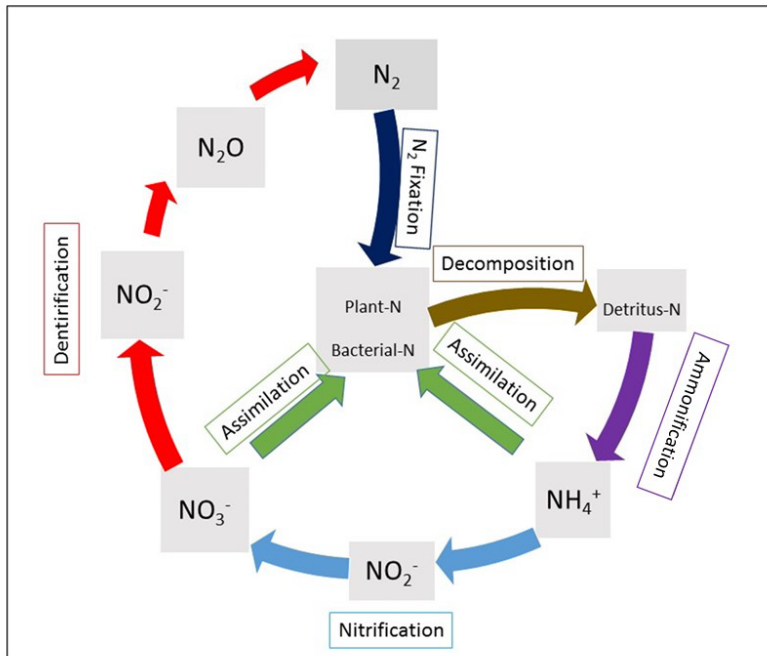 N₂
N₂O
N₂ Fixation
Dentirification
NO₂⁻
Decomposition
Plant-N
Bacterial-N
Detritus-N
Assimilation
Assimilation
Ammonification
NO₃⁻
NH₄⁺
NO₂⁻
Nitrification